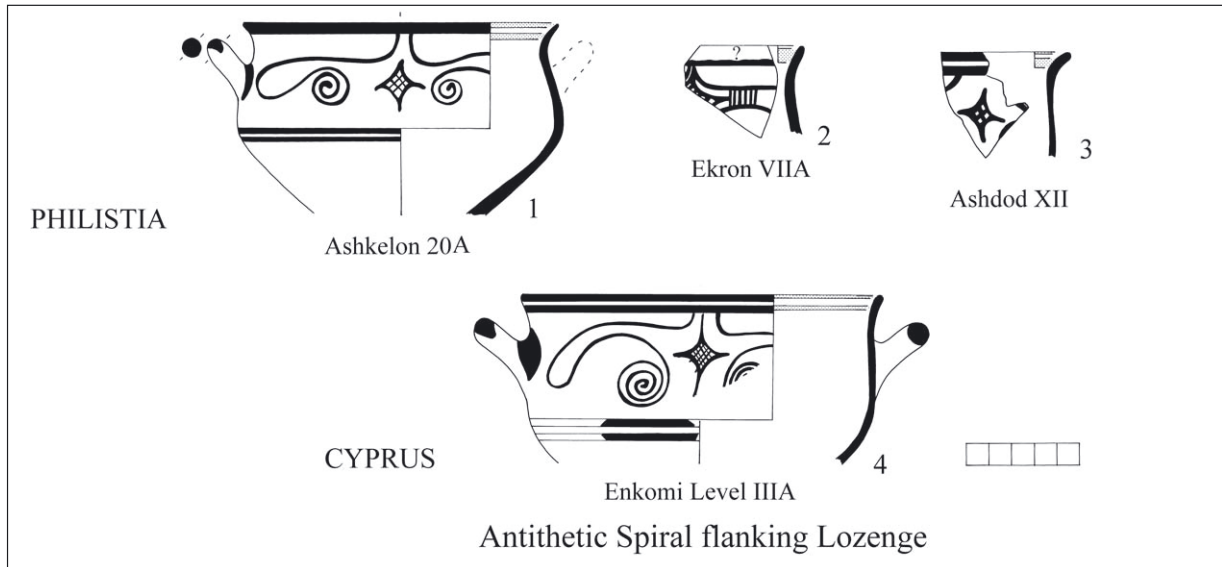 ?
1
2
3
Ekron VIIA
Ashdod XII
PHILISTIA
Ashkelon 20A
CYPRUS
4
Enkomi Level IIIA
Antithetic Spiral flanking Lozenge